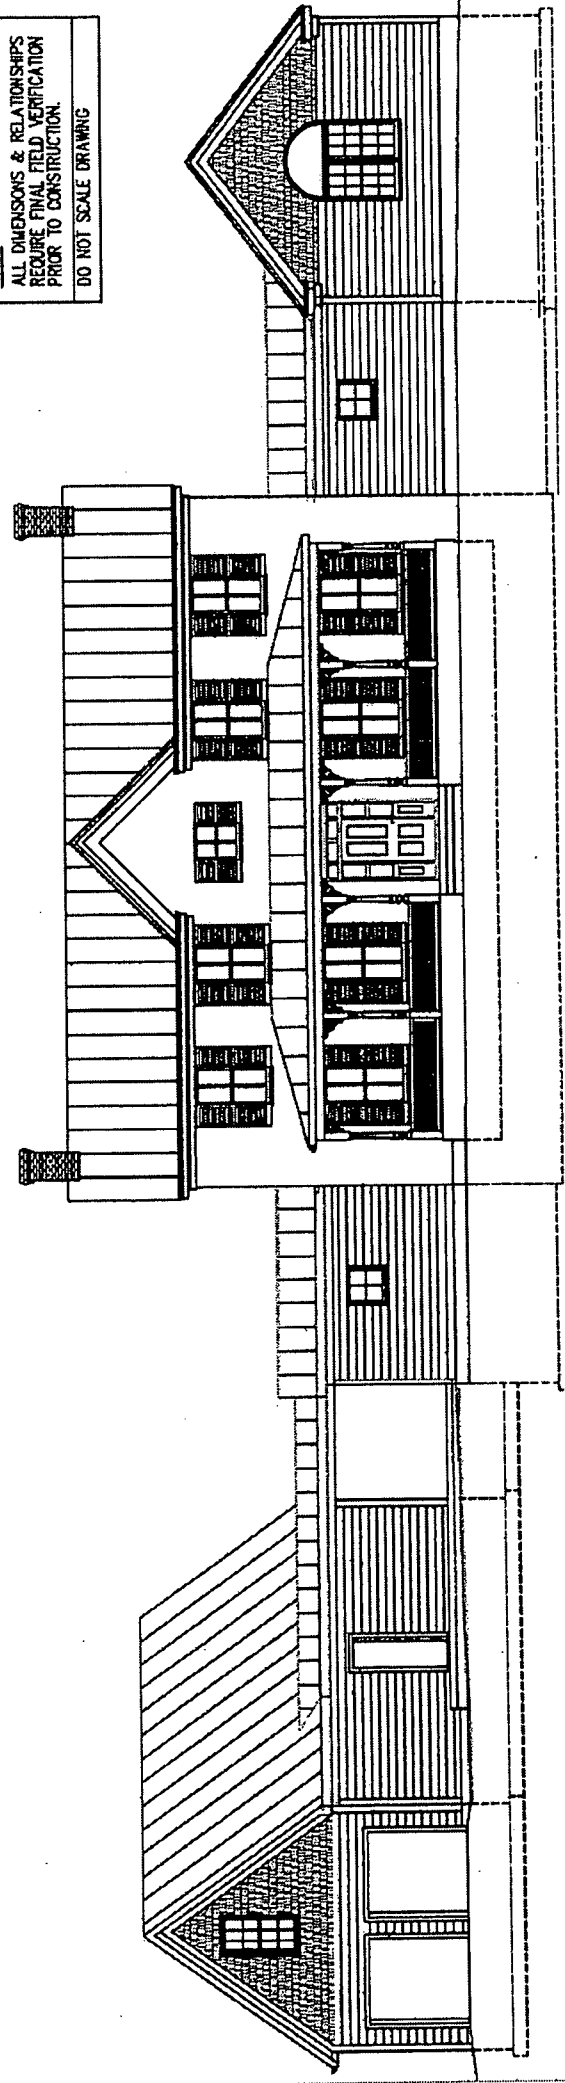 ALL DIMENSIONS & RELATIONSHIPS
REQUIRE FINAL FIELD VERIFICATION
PRIOR TO CONSTRUCTION.
DO NOT SCALE DRAWING